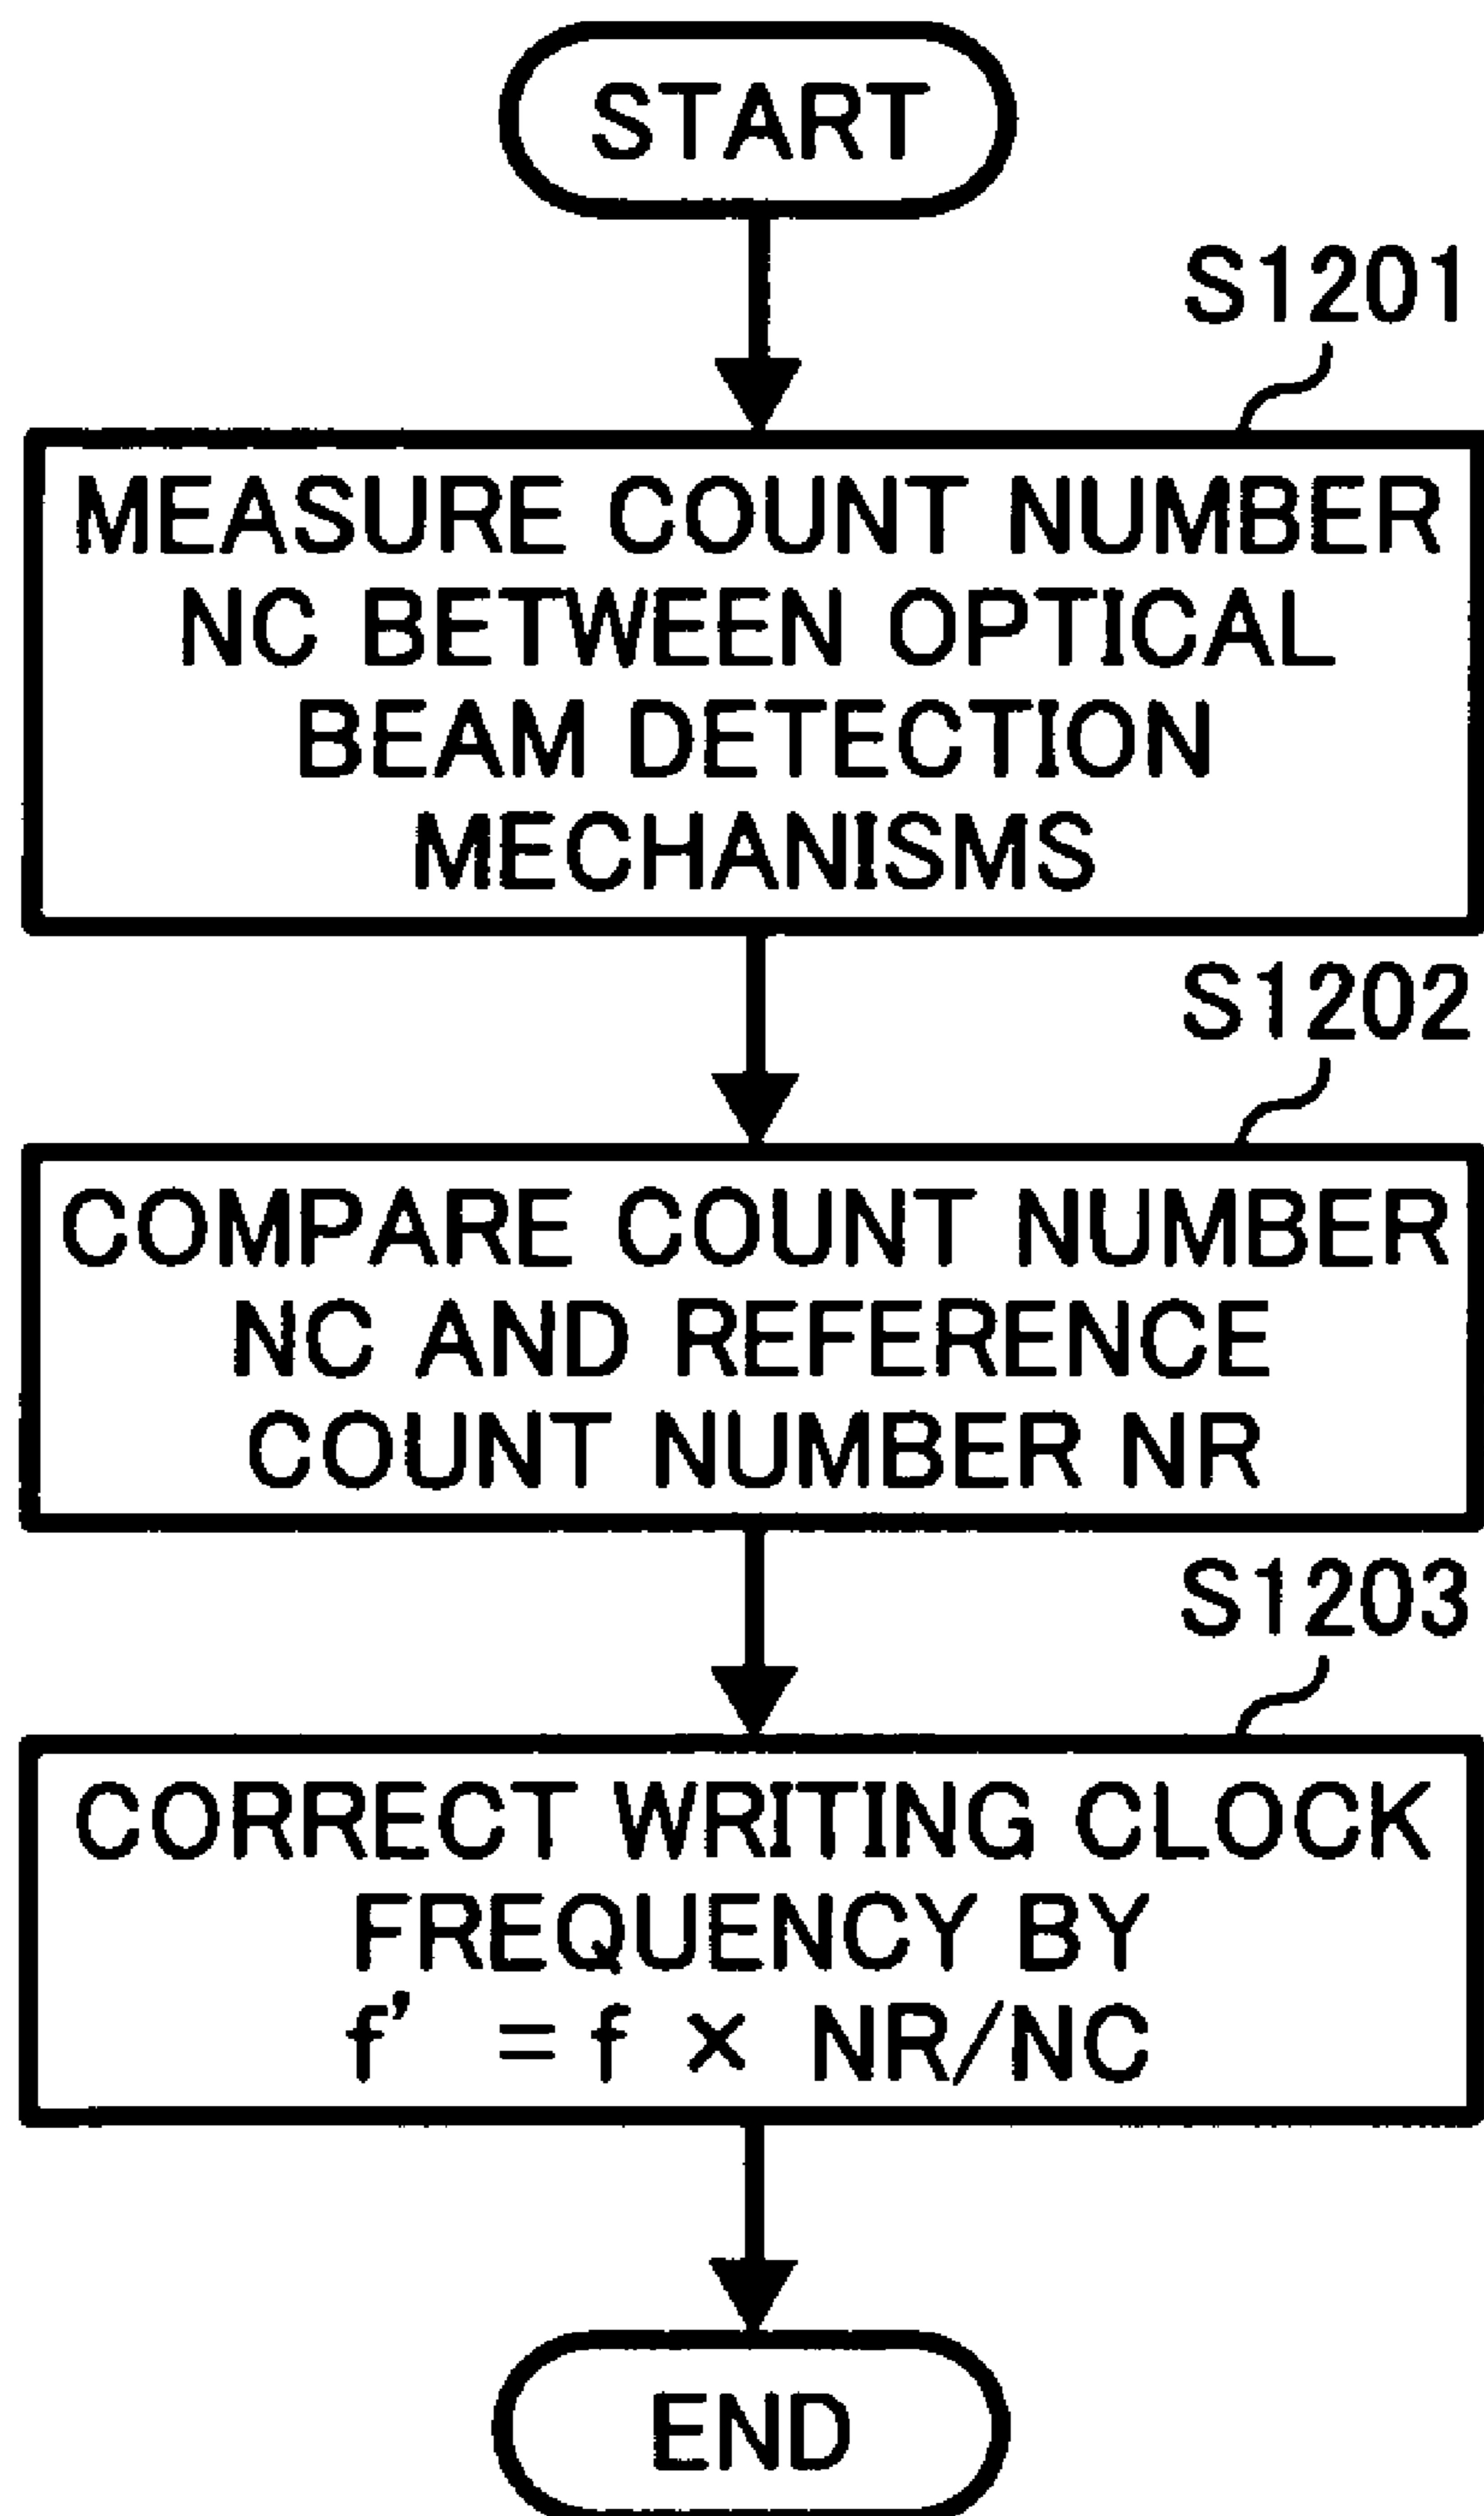 START
S1201
MEASURE COUNT NUMBER
NC BETWEEN OPTICAL
BEAM DETECTION
MECHANISMS
S1202
COMPARE COUNT NUMBER
NC AND REFERENCE
COUNT NUMBER NR
S1203
CORRECT WRITING CLOCK
FREQUENCY BY
f' = f × NR/NC
END